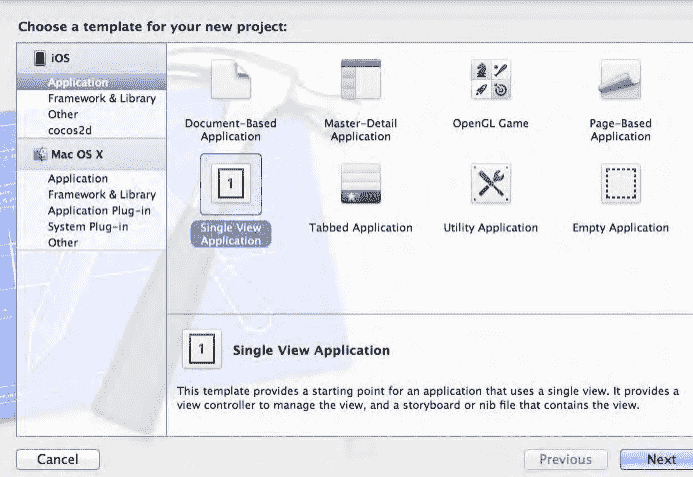 Choose a template for your new project:
iOS
Application
Framework & Library
Other
cocos2d
Mac OS X
Application
Framework & Library
Application Plug-in
System Plug-in
Other
Document-Based
Application
Master-Detail
Application
OpenGL Game
Page-Based
Application
1
Single View
Application
Tabbed Application
Utility Application
Empty Application
1
Single View Application
This template provides a starting point for an application that uses a single view. It provides a
view controller to manage the view, and a storyboard or nib file that contains the view.
Cancel
Previous
Next